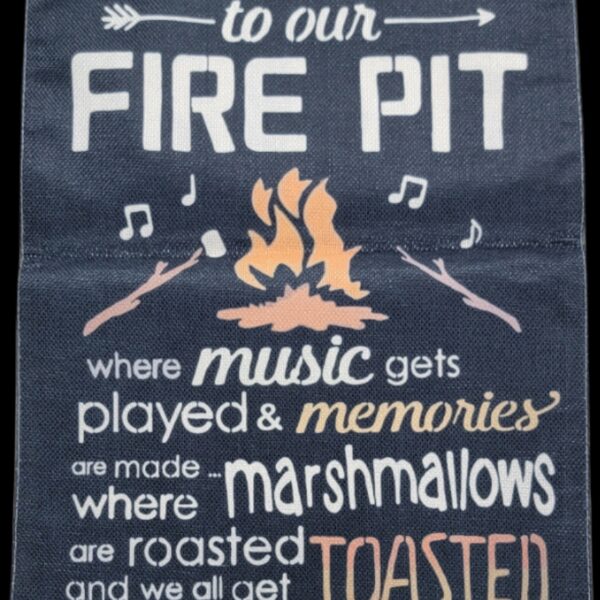 to our
FIRE PIT
where music gets
played & memories
are made ... marshmallows
where
are roasted TOASTED
and we all get